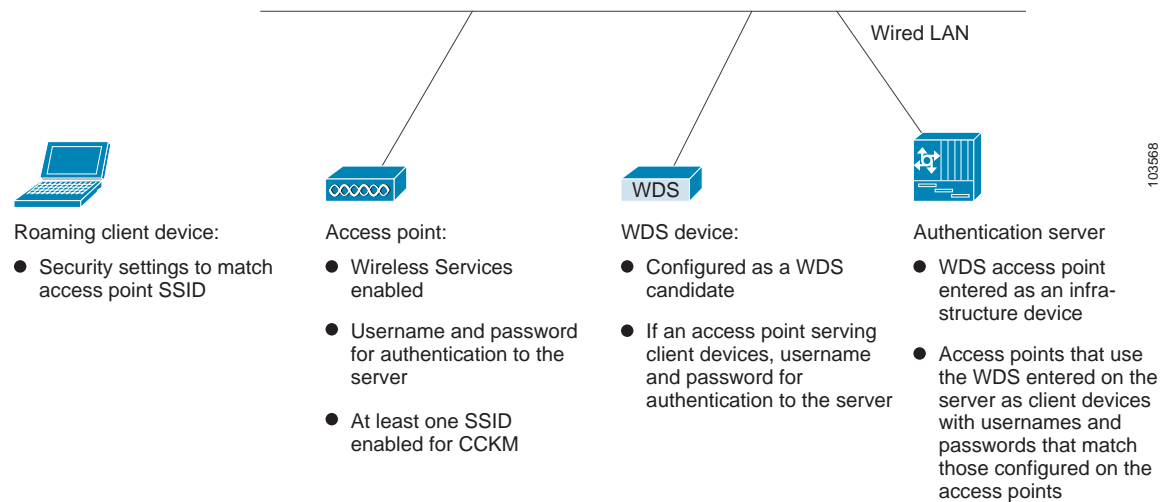 Wired LAN
103568
WDS
Roaming client device:
● Security settings to match
access point SSID
Access point:
● Wireless Services
enabled
● Username and password
for authentication to the
server
● At least one SSID
enabled for CCKM
WDS device:
● Configured as a WDS
candidate
● If an access point serving
client devices, username
and password for
authentication to the server
Authentication server
● WDS access point
entered as an infra-
structure device
● Access points that use
the WDS entered on the
server as client devices
with usernames and
passwords that match
those configured on the
access points